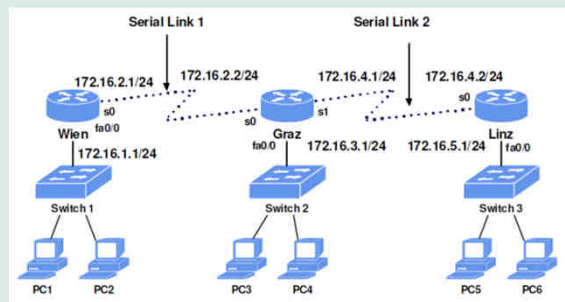 Serial Link 1
Serial Link 2
172.16.2.1/24
172.16.2.2/24
172.16.4.1/24
172.16.4.2/24
s0
s0
s1
s0
Wien
Graz
Linz
fa0/0
fa0/0
fa0/0
172.16.1.1/24
172.16.3.1/24
172.16.5.1/24
Switch 1
Switch 2
Switch 3
PC1
PC2
PC3
PC4
PC5
PC6